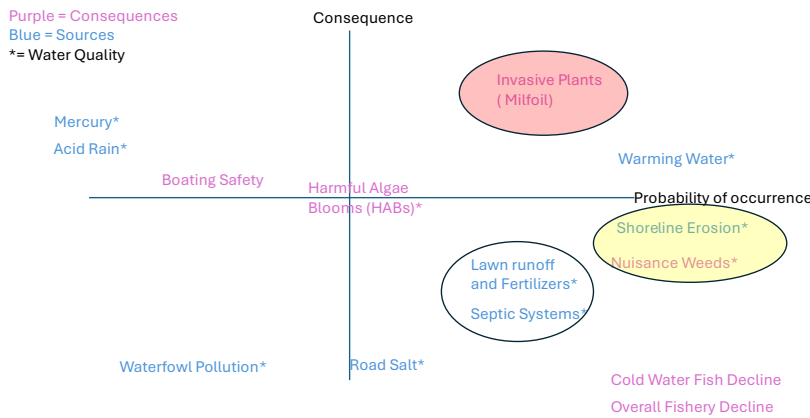 Purple = Consequences
Blue = Sources
*= Water Quality
Consequence
Invasive Plants
( Milfoil)
Mercury*
Acid Rain*
Warming Water*
Boating Safety
Harmful Algae
Blooms (HABs)*
Probability of occurrence
Shoreline Erosion*
Nuisance Weeds*
Lawn runoff
and Fertilizers*
Septic Systems*
Waterfowl Pollution*
Road Salt*
Cold Water Fish Decline
Overall Fishery Decline